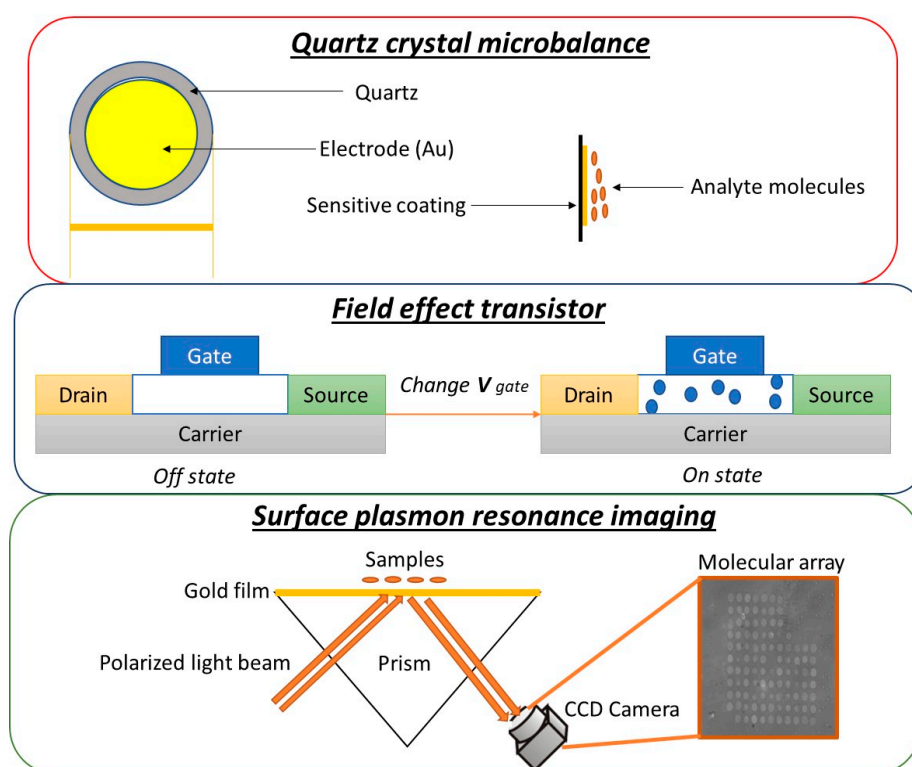 Quartz crystal microbalance
Quartz
Electrode (Au)
Sensitive coating
Analyte molecules
Field effect transistor
Gate
Drain
Source
Carrier
Off state
Change V gate
Gate
Drain
Source
Carrier
On state
Surface plasmon resonance imaging
Samples
Molecular array
Gold film
Polarized light beam
Prism
CCD Camera